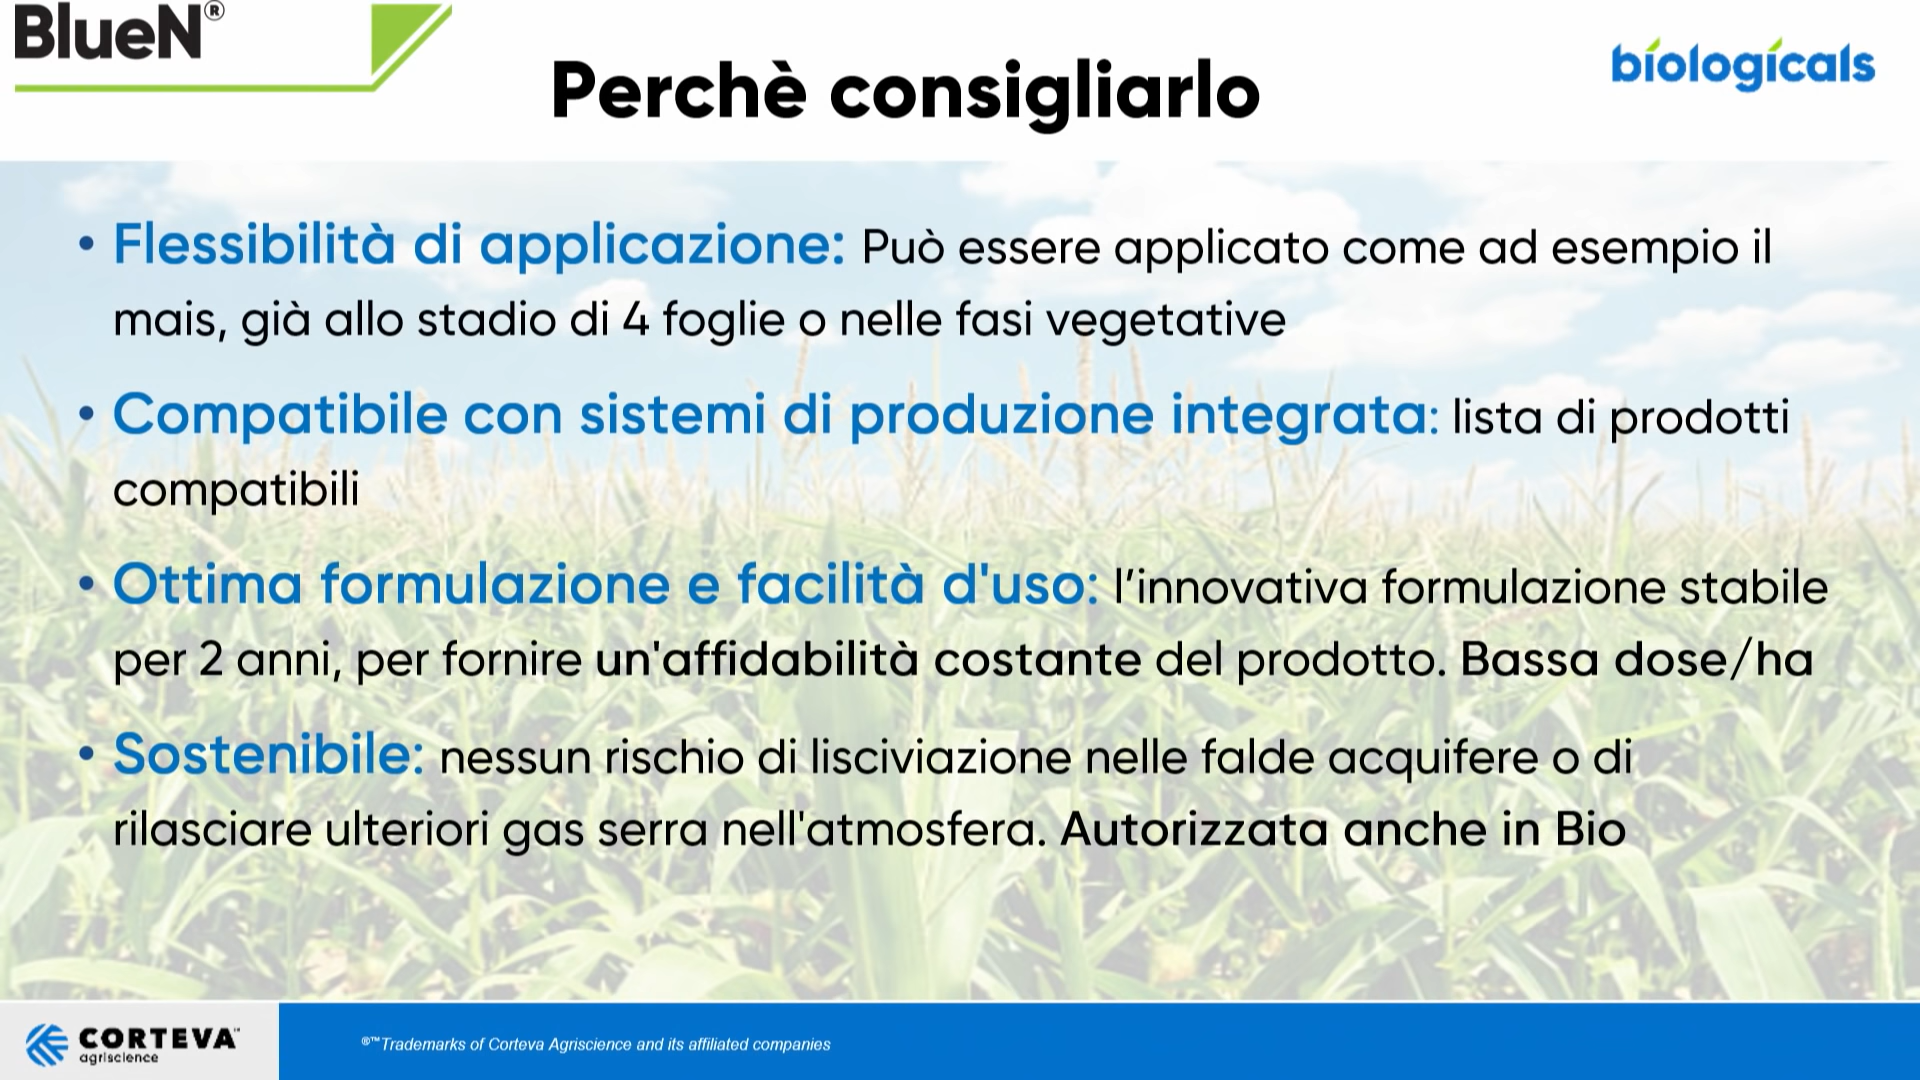 BlueN®
biologicals
Perchè consigliarlo
• Flessibilità di applicazione: Può essere applicato come ad esempio il
mais, già allo stadio di 4 foglie o nelle fasi vegetative
• Compatibile con sistemi di produzione integrata: lista di prodotti
compatibili
• Ottima formulazione e facilità d'uso: l’innovativa formulazione stabile
per 2 anni, per fornire un'affidabilità costante del prodotto. Bassa dose/ha
• Sostenibile: nessun rischio di lisciviazione nelle falde acquifere o di
rilasciare ulteriori gas serra nell'atmosfera. Autorizzata anche in Bio
CORTEVA™
agriscience
®™Trademarks of Corteva Agriscience and its affiliated companies